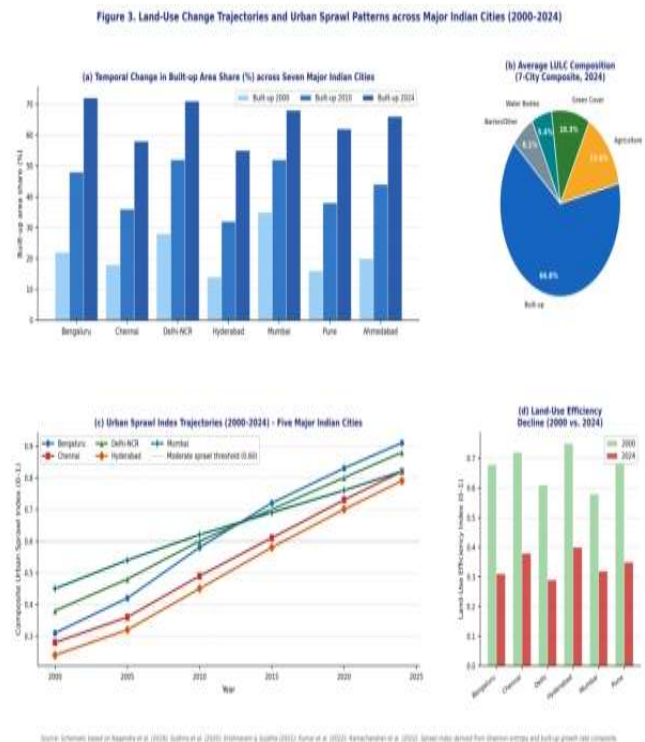 Figure 3. Land-Use Change Trajectories and Urban Sprawl Patterns across Major Indian Cities (2000-2024)
(a) Temporal Change in Built-up Area Share (%) across Seven Major Indian Cities
Built-up 2000
Built-up 2010
Built-up 2024
Built-up area share (%)
70
60
50
40
30
20
10
0
Bengaluru
Chennai
Delhi-NCR
Hyderabad
Mumbai
Pune
Ahmedabad
(b) Average LULC Composition
(7-City Composite, 2024)
Water Bodies
Green Cover
Barren/Other
Agriculture
10.3%
Built-up
(c) Urban Sprawl Index Trajectories (2000-2024) - Five Major Indian Cities
Bengaluru
Chennai
Delhi-NCR
Hyderabad
Mumbai
Moderate sprawl threshold (0.60)
Composite Urban Sprawl Index (0-1)
0.9
0.8
0.7
0.6
0.5
0.4
0.3
2000
2005
2010
2015
2020
2025
Year
(d) Land-Use Efficiency
Decline (2000 vs. 2024)
2000
2024
Land-Use Efficiency Index (0-1)
0.7
0.6
0.5
0.4
0.3
0.2
0.1
0.0
Bengaluru
Chennai
Delhi
Hyderabad
Mumbai
Pune